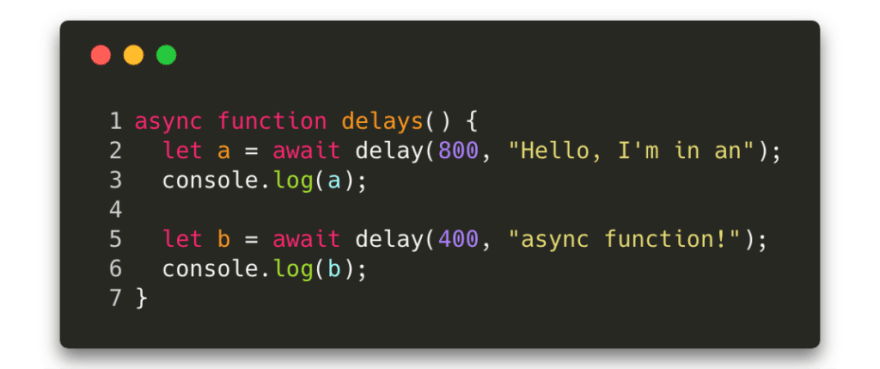 1 async function delays() {
2   let a = await delay(800, "Hello, I'm in an");
3   console.log(a);
4
5   let b = await delay(400, "async function!");
6   console.log(b);
7 }